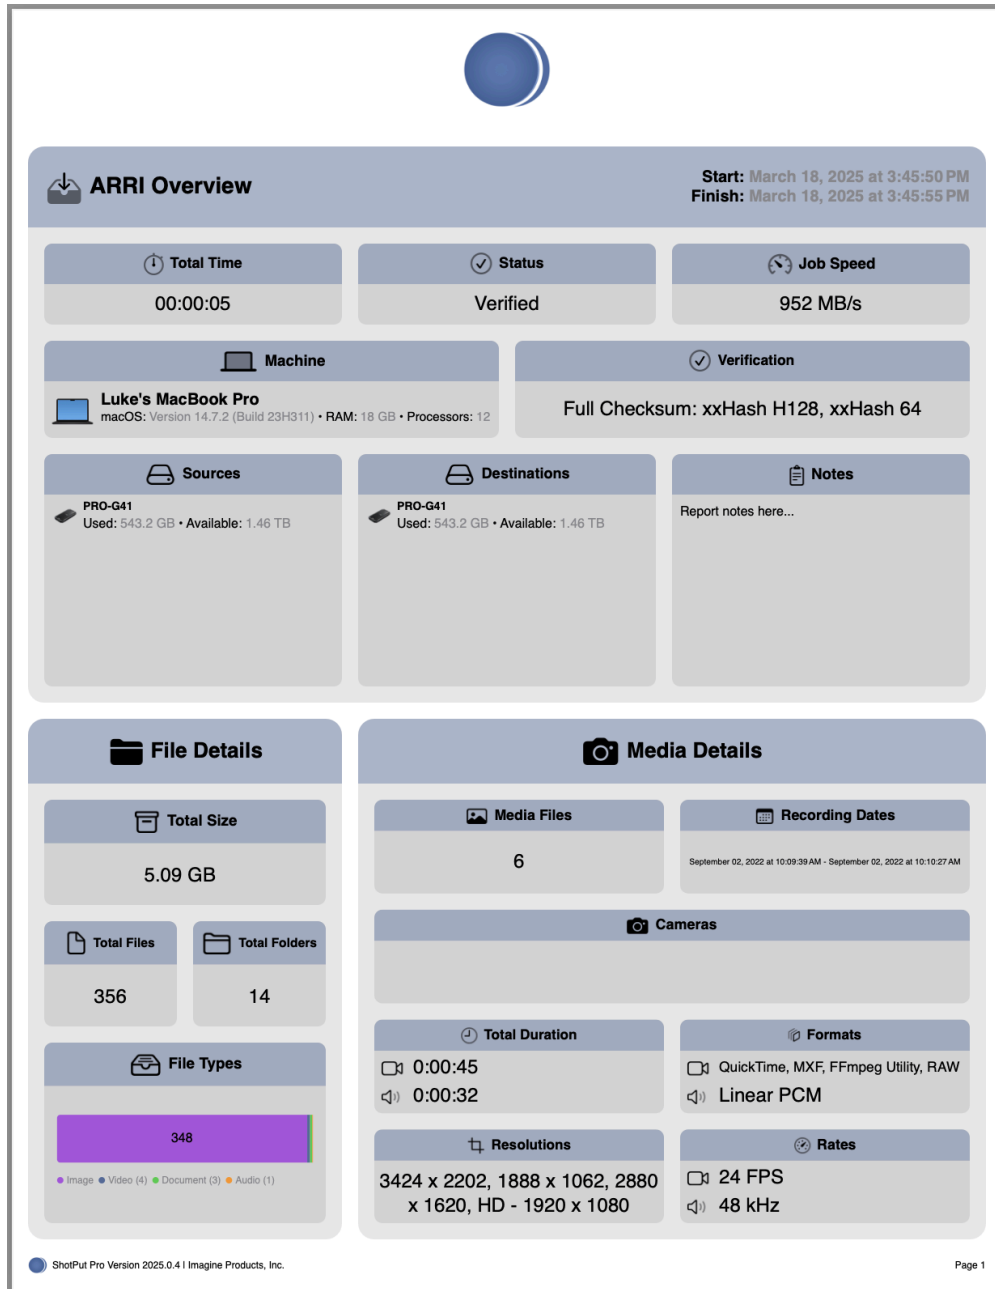 ARRI Overview
Start: March 18, 2025 at 3:45:50 PM
Finish: March 18, 2025 at 3:45:55 PM
Total Time
00:00:05
Status
Verified
Job Speed
952 MB/s
Machine
Luke's MacBook Pro
macOS: Version 14.7.2 (Build 23H311) • RAM: 18 GB • Processors: 12
Verification
Full Checksum: xxHash H128, xxHash 64
Sources
PRO-G41
Used: 543.2 GB • Available: 1.46 TB
Destinations
PRO-G41
Used: 543.2 GB • Available: 1.46 TB
Notes
Report notes here...
File Details
Total Size
5.09 GB
Total Files
356
Total Folders
14
File Types
348
Image Video (4) Document (3) Audio (1)
Media Details
Media Files
6
Recording Dates
September 02, 2022 at 10:09:39 AM - September 02, 2022 at 10:10:27 AM
Cameras
Total Duration
0:00:45
0:00:32
Formats
QuickTime, MXF, FFmpeg Utility, RAW
Linear PCM
Resolutions
3424 x 2202, 1888 x 1062, 2880
x 1620, HD - 1920 x 1080
Rates
24 FPS
48 kHz
ShotPut Pro Version 2025.0.4 | Imagine Products, Inc.
Page 1